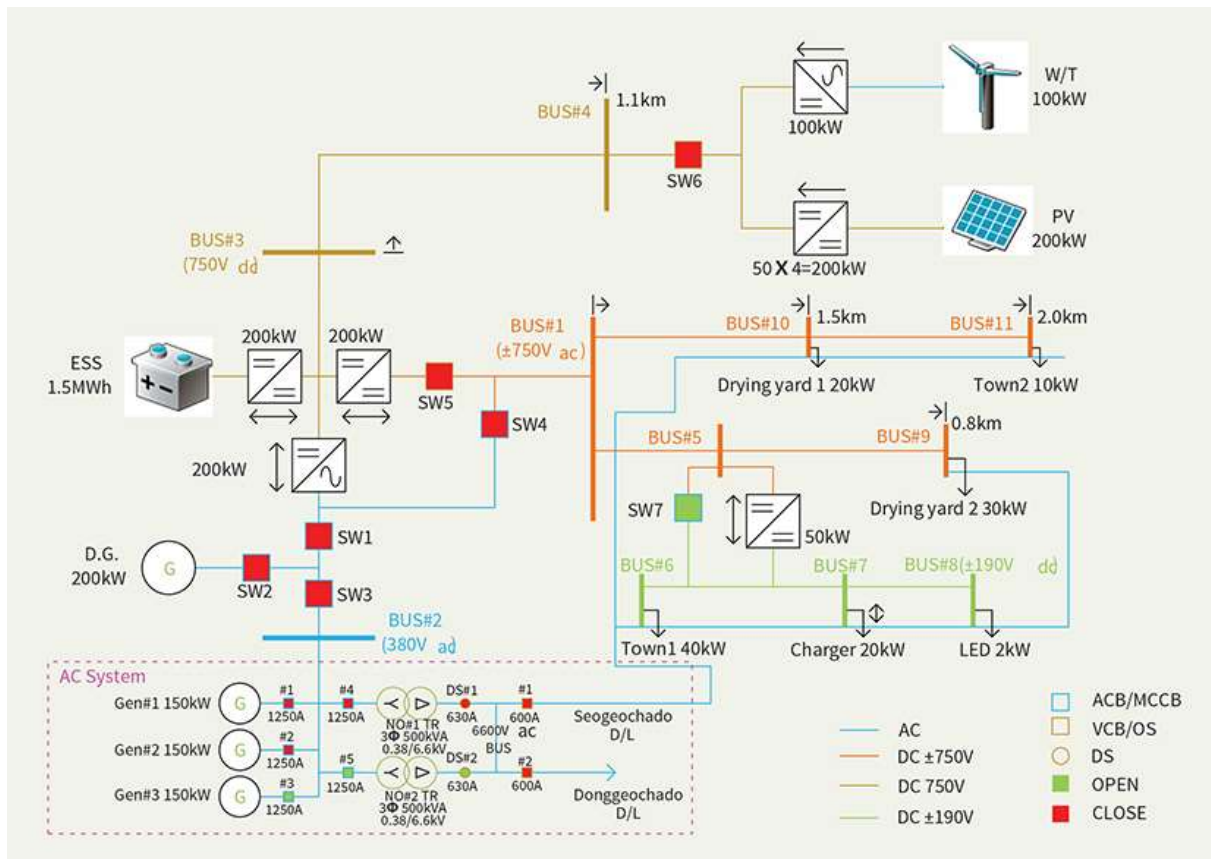 W/T
100kW
1.1km
BUS#4
100kW
SW6
PV
200kW
BUS#3
(750V dd)
50 X 4=200kW
BUS#1
(±750V ac)
BUS#10
1.5km
BUS#11
2.0km
200kW
200kW
ESS
1.5MWh
SW5
SW4
Drying yard 1 20kW
Town2 10kW
BUS#5
BUS#9
0.8km
200kW
SW7
50kW
Drying yard 2 30kW
SW1
D.G.
200kW
G
SW2
SW3
BUS#6
BUS#7
BUS#8(±190V dd)
BUS#2
(380V ad)
Town1 40kW
Charger 20kW
LED 2kW
AC System
Gen#1 150kW
G
#1
1250A
#4
1250A
NO#1 TR
3Φ 500kVA
0.38/6.6kV
DS#1
630A
6600V
ac
BUS
#1
600A
Seogeochado
D/L
Gen#2 150kW
G
#2
1250A
#5
1250A
NO#2 TR
3Φ 500kVA
0.38/6.6kV
DS#2
630A
#2
600A
Donggeochado
D/L
Gen#3 150kW
G
#3
1250A
AC
DC ±750V
DC 750V
DC ±190V
ACB/MCCB
VCB/OS
DS
OPEN
CLOSE